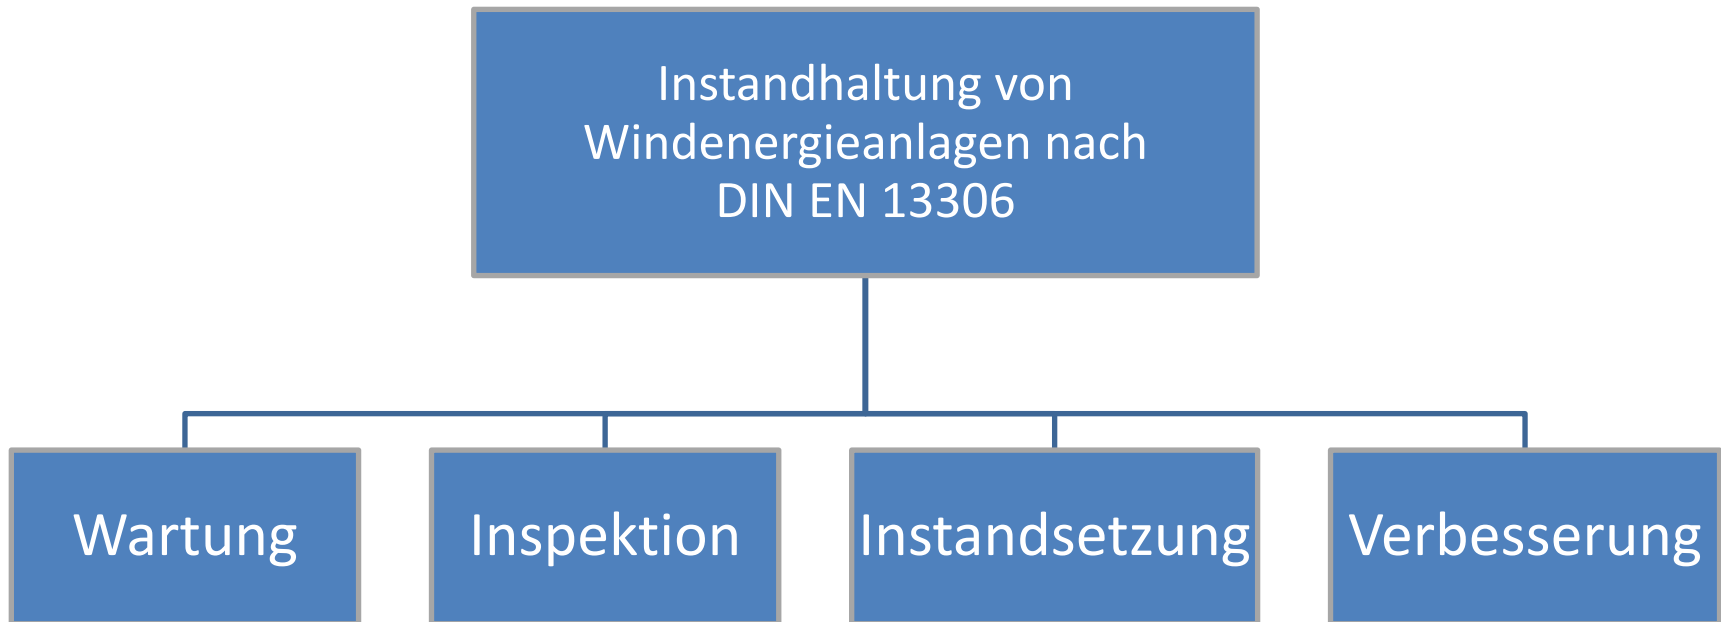 Instandhaltung von
Windenergieanlagen nach
DIN EN 13306
Wartung
Inspektion
Instandsetzung
Verbesserung